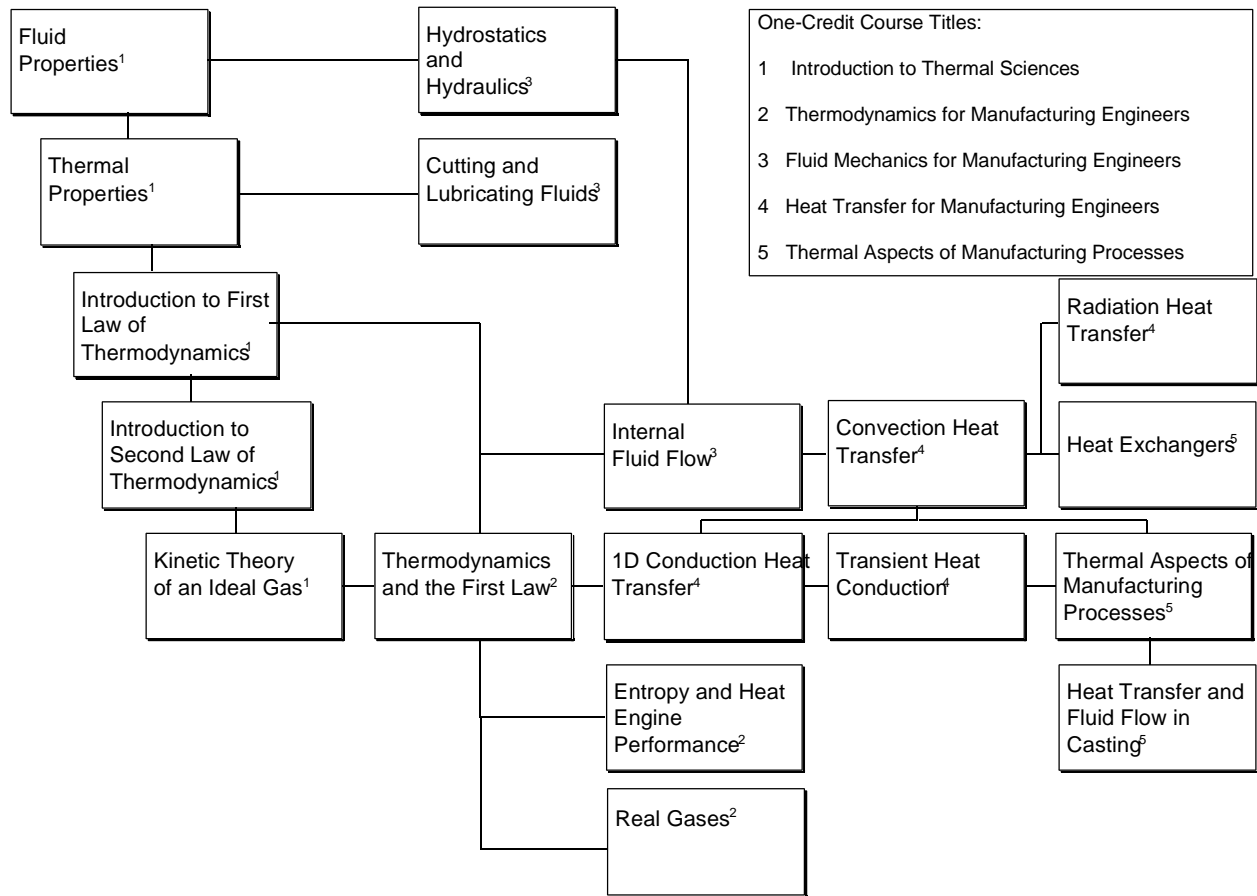 Fluid
Properties¹
Hydrostatics
and
Hydraulics³
One-Credit Course Titles:
1 Introduction to Thermal Sciences
2 Thermodynamics for Manufacturing Engineers
3 Fluid Mechanics for Manufacturing Engineers
4 Heat Transfer for Manufacturing Engineers
5 Thermal Aspects of Manufacturing Processes
Thermal
Properties¹
Cutting and
Lubricating Fluids³
Introduction to First
Law of
Thermodynamics¹
Radiation Heat
Transfer⁴
Introduction to
Second Law of
Thermodynamics¹
Internal
Fluid Flow³
Convection Heat
Transfer⁴
Heat Exchangers⁵
Kinetic Theory
of an Ideal Gas¹
Thermodynamics
and the First Law²
1D Conduction Heat
Transfer⁴
Transient Heat
Conduction⁴
Thermal Aspects of
Manufacturing
Processes⁵
Entropy and Heat
Engine
Performance²
Heat Transfer and
Fluid Flow in
Casting⁵
Real Gases²